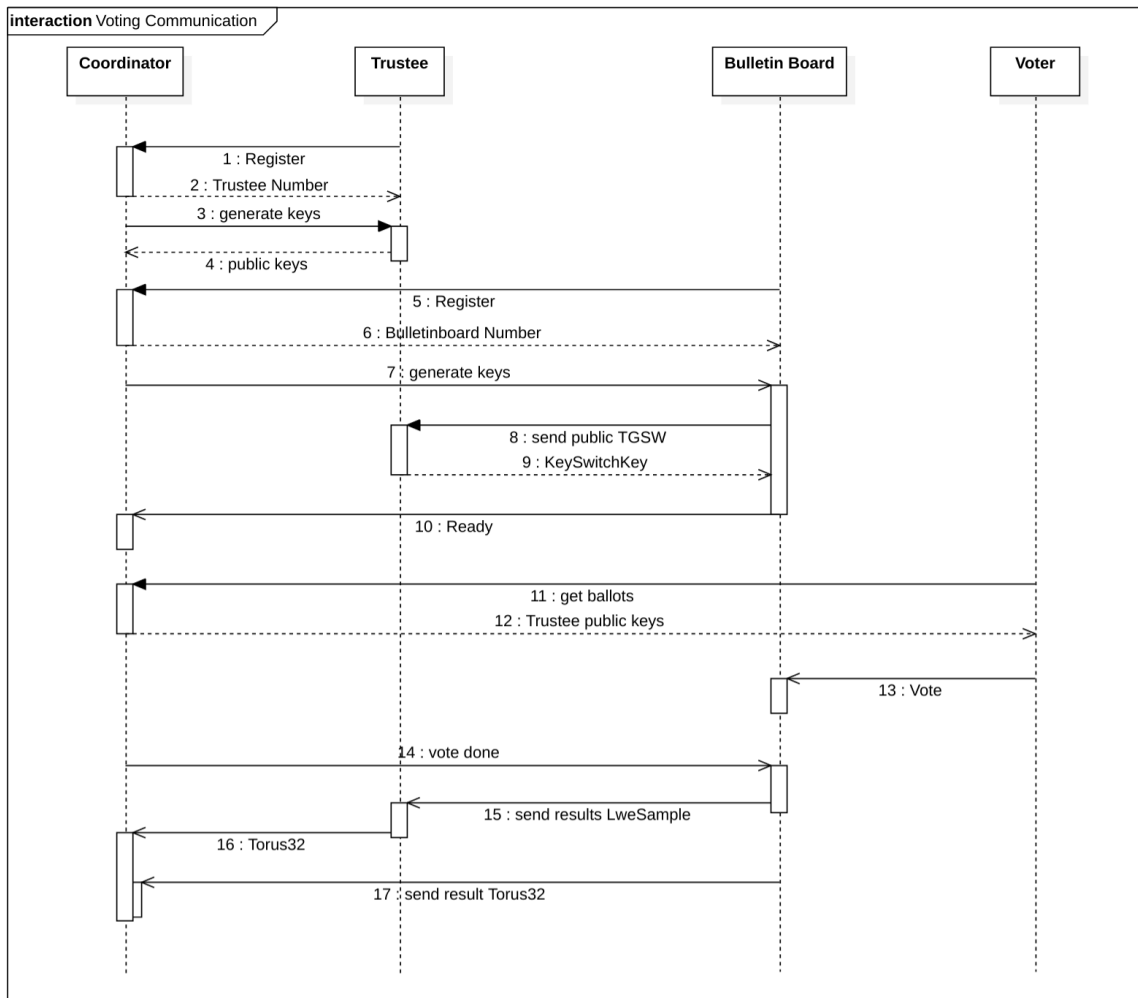 interaction Voting Communication
Coordinator
Trustee
Bulletin Board
Voter
1 : Register
2 : Trustee Number
3 : generate keys
4 : public keys
5 : Register
6 : Bulletinboard Number
7 : generate keys
8 : send public TGSW
9 : KeySwitchKey
10 : Ready
11 : get ballots
12 : Trustee public keys
13 : Vote
14 : vote done
15 : send results LweSample
16 : Torus32
17 : send result Torus32